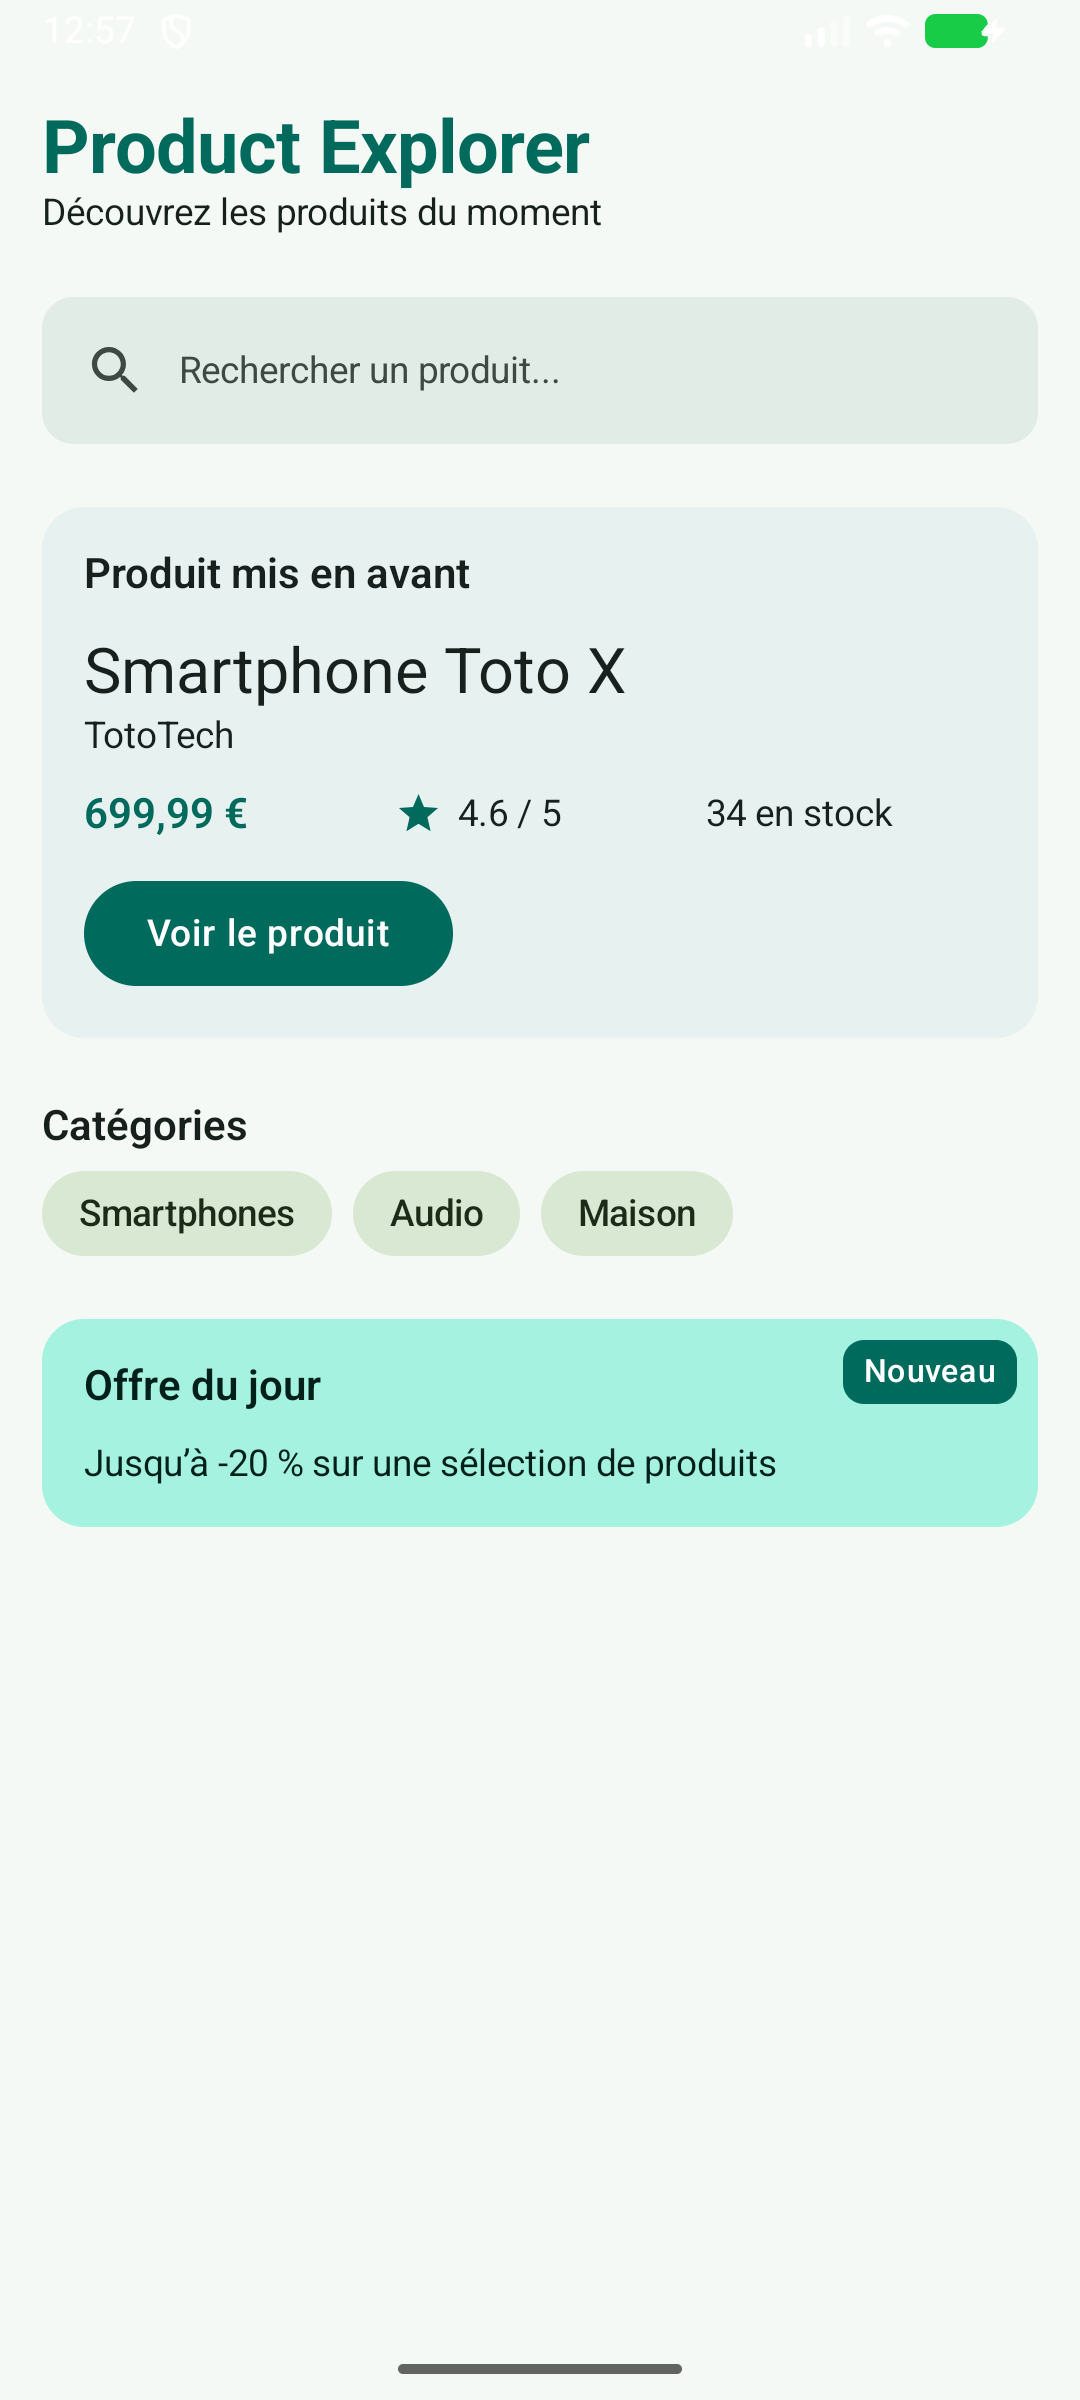 12:57
Product Explorer
Découvrez les produits du moment
Rechercher un produit...
Produit mis en avant
Smartphone Toto X
TotoTech
699,99 € 4.6 / 5 34 en stock
Voir le produit
Catégories
Smartphones Audio Maison
Offre du jour Nouveau
Jusqu’à -20 % sur une sélection de produits